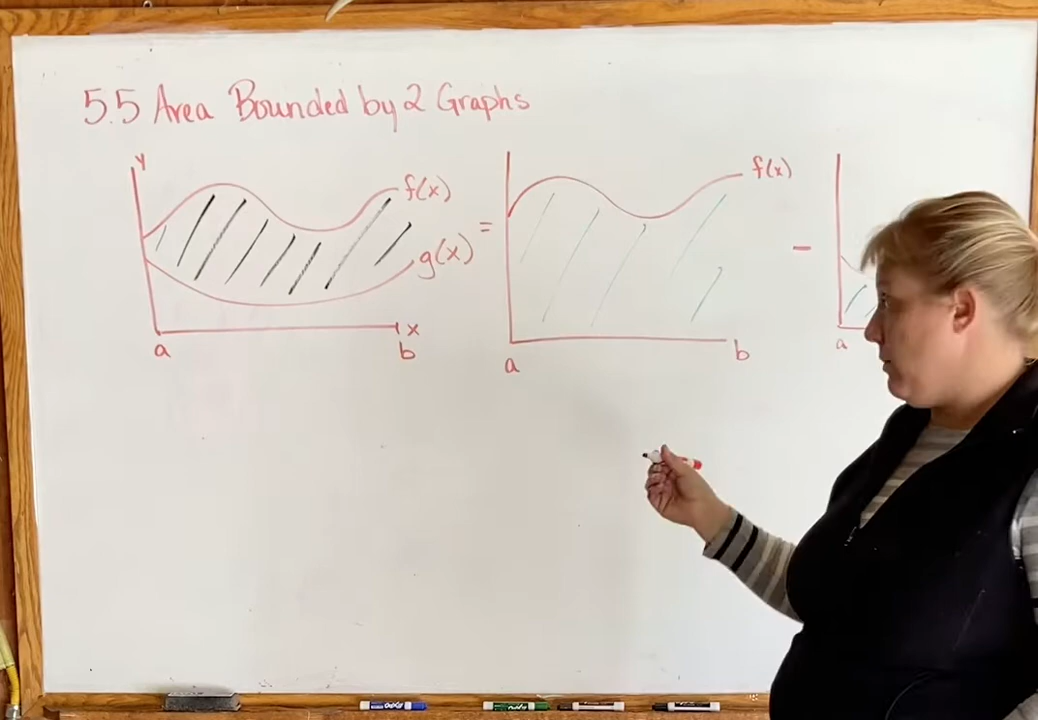 5.5 Area Bounded by 2 Graphs
y
f(x)
g(x)
x
a
b
=
f(x)
a
b
-
a